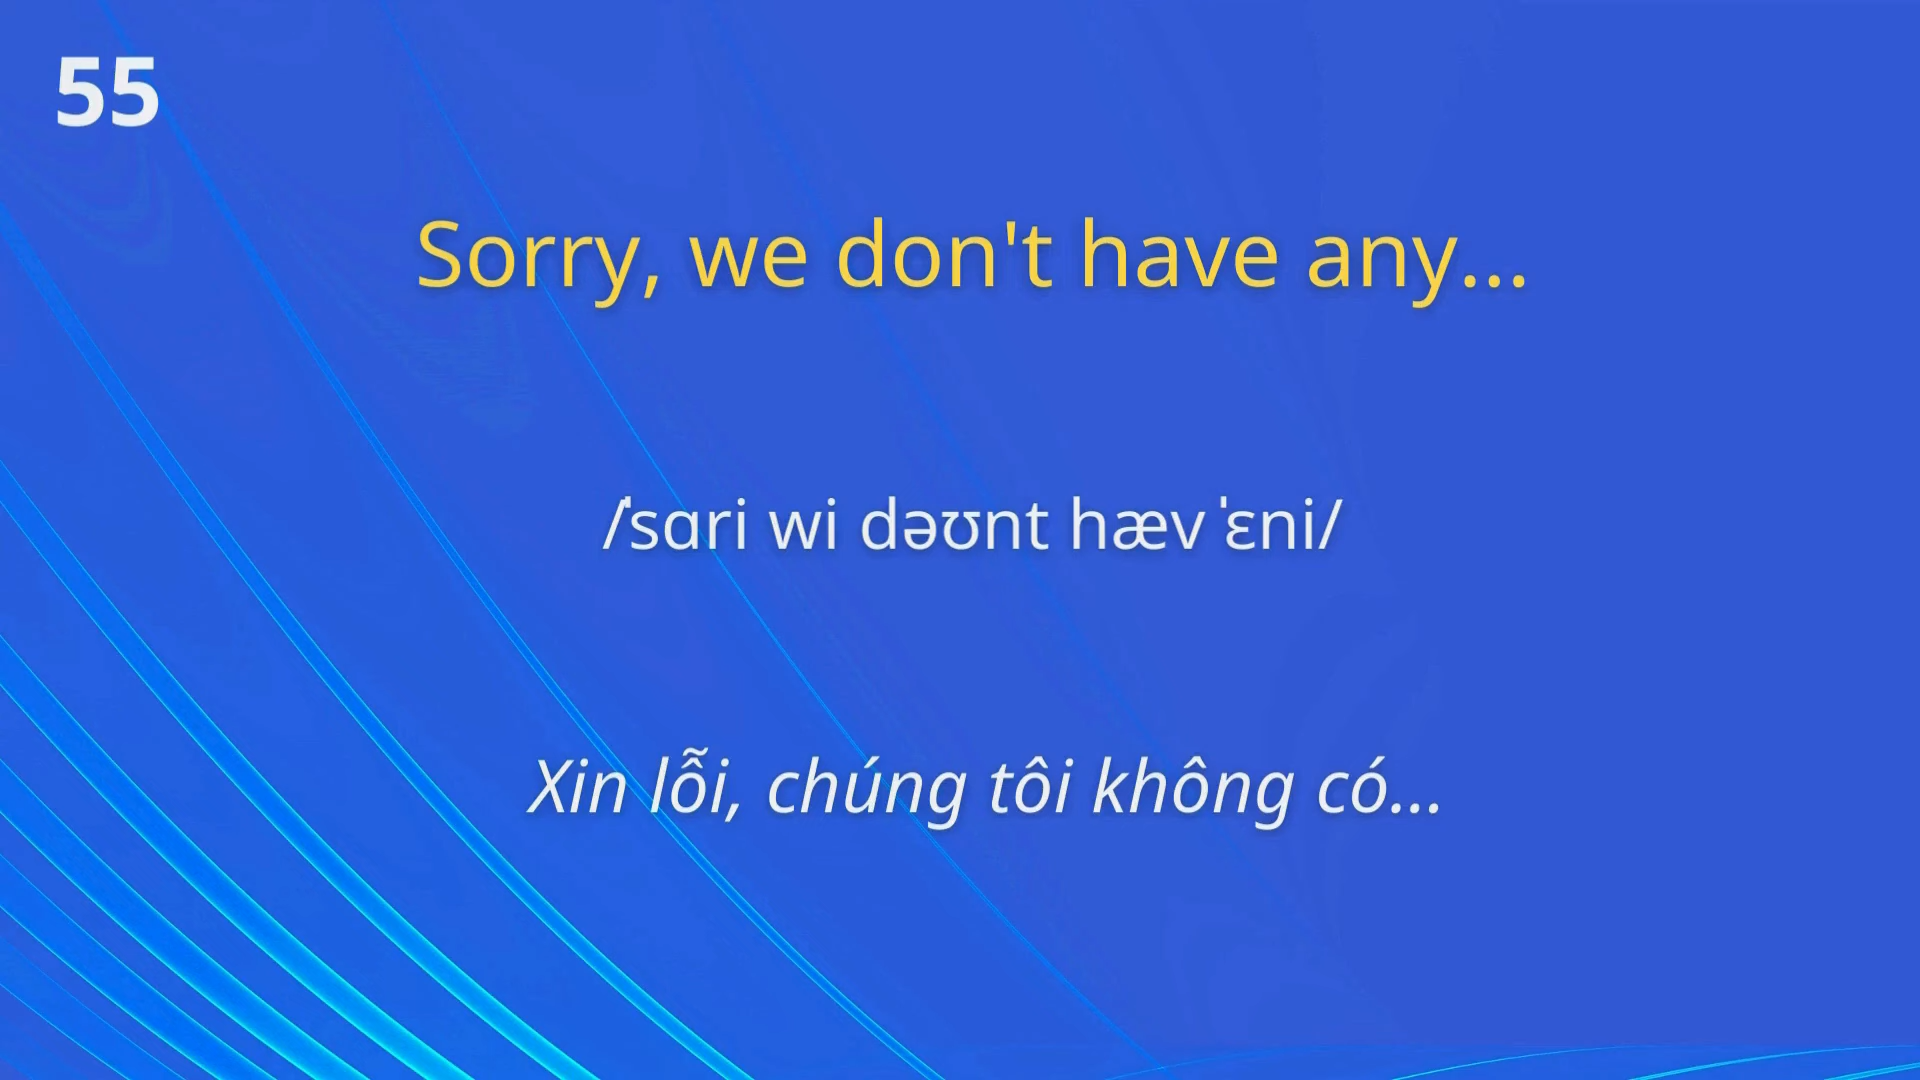 55
Sorry, we don't have any...
/ˈsɑri wi dəʊnt hæv ˈɛni/
Xin lỗi, chúng tôi không có...